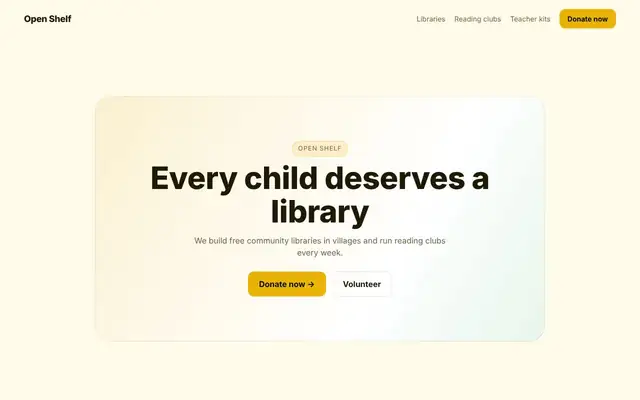 Open Shelf
Libraries
Reading clubs
Teacher kits
Donate now
OPEN SHELF
Every child deserves a
library
We build free community libraries in villages and run reading clubs
every week.
Donate now →
Volunteer